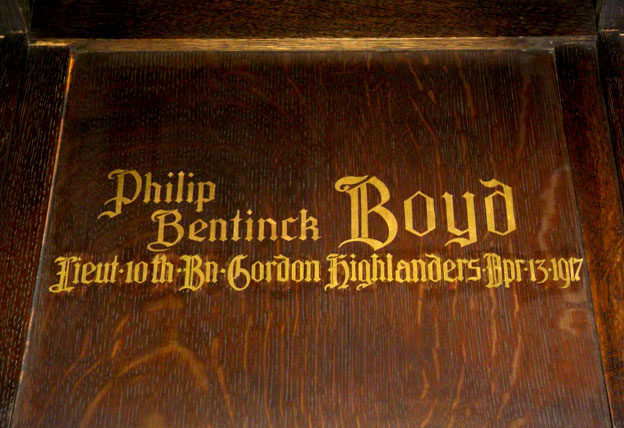 Philip
Bentinck Boyd
Lieut·10th·Bn·Gordon Highlanders·Apr·13·1917